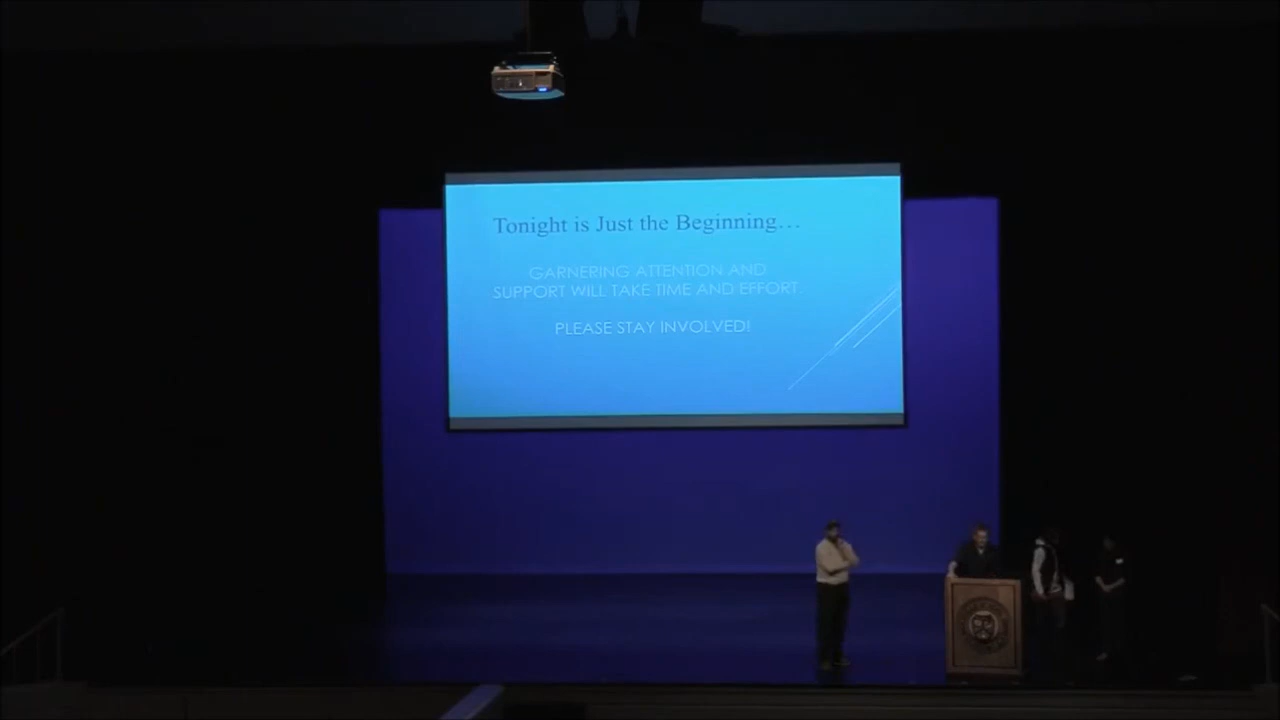 Tonight is Just the Beginning...
GARNERING ATTENTION AND
SUPPORT WILL TAKE TIME AND EFFORT.
PLEASE STAY INVOLVED!